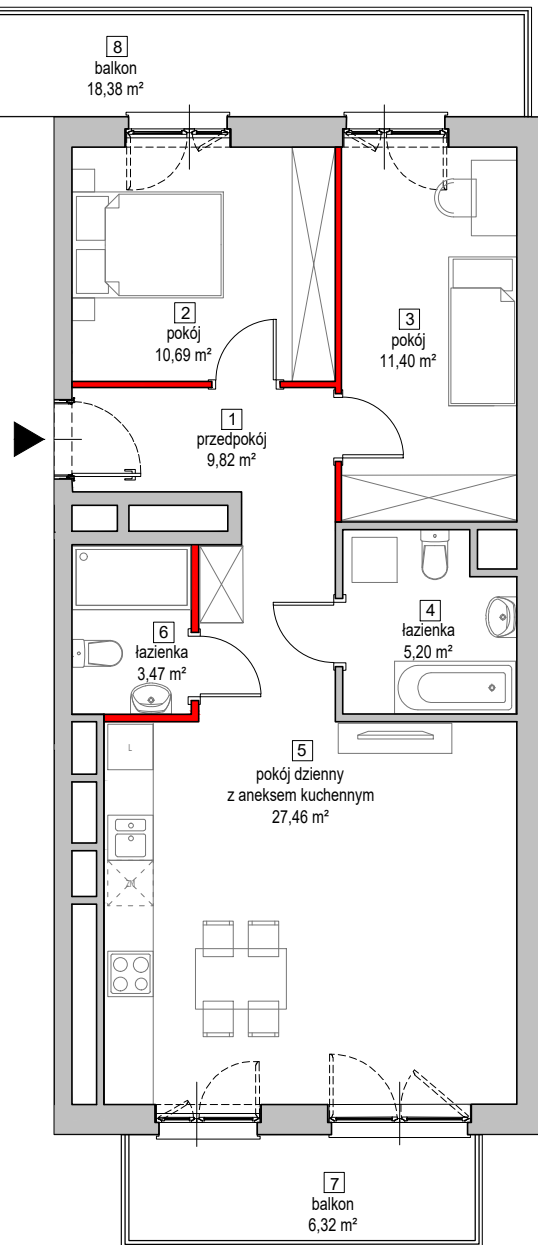 8
balkon
18,38 m²
2
pokój
10,69 m²
3
pokój
11,40 m²
1
przedpokój
9,82 m²
6
łazienka
3,47 m²
4
łazienka
5,20 m²
L
5
pokój dzienny
z aneksem kuchennym
27,46 m²
ZN
7
balkon
6,32 m²